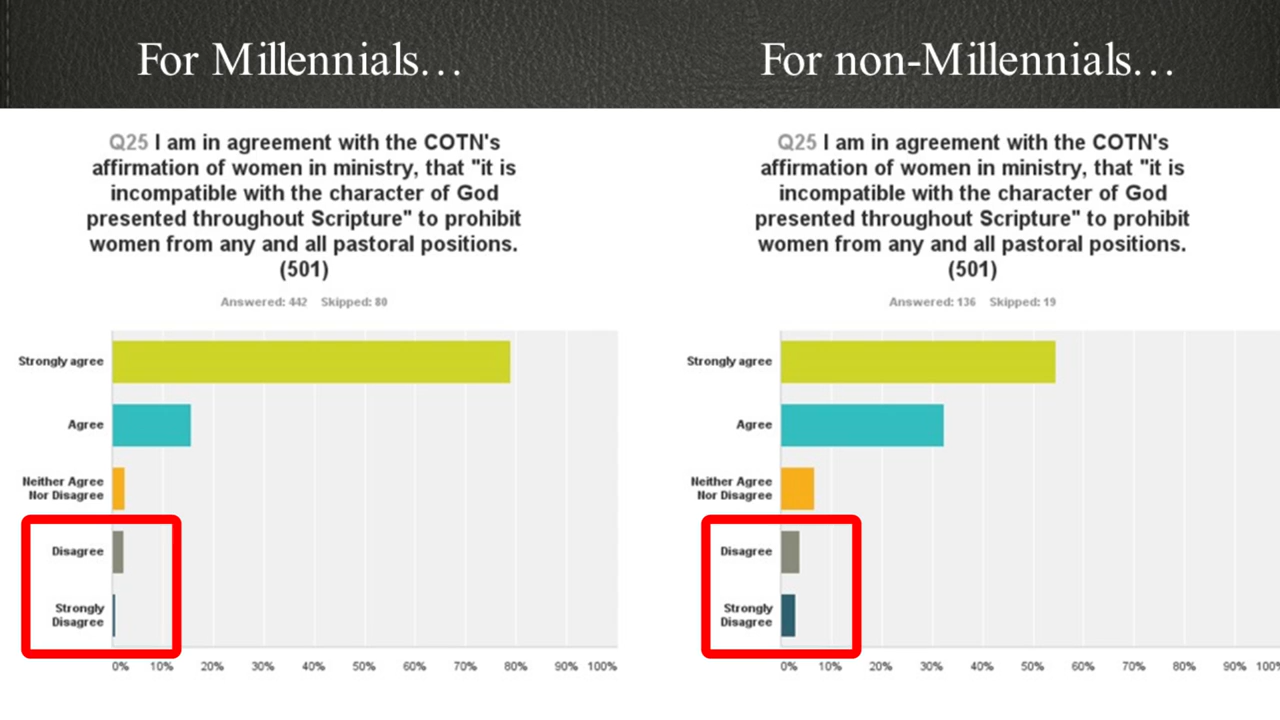 For Millennials…
Q25 I am in agreement with the COTN's
affirmation of women in ministry, that "it is
incompatible with the character of God
presented throughout Scripture" to prohibit
women from any and all pastoral positions.
(501)
Answered: 442 Skipped: 80
Strongly agree
Agree
Neither Agree
Nor Disagree
Disagree
Strongly
Disagree
0% 10% 20% 30% 40% 50% 60% 70% 80% 90% 100%
For non-Millennials…
Q25 I am in agreement with the COTN's
affirmation of women in ministry, that "it is
incompatible with the character of God
presented throughout Scripture" to prohibit
women from any and all pastoral positions.
(501)
Answered: 136 Skipped: 19
Strongly agree
Agree
Neither Agree
Nor Disagree
Disagree
Strongly
Disagree
0% 10% 20% 30% 40% 50% 60% 70% 80% 90% 100%